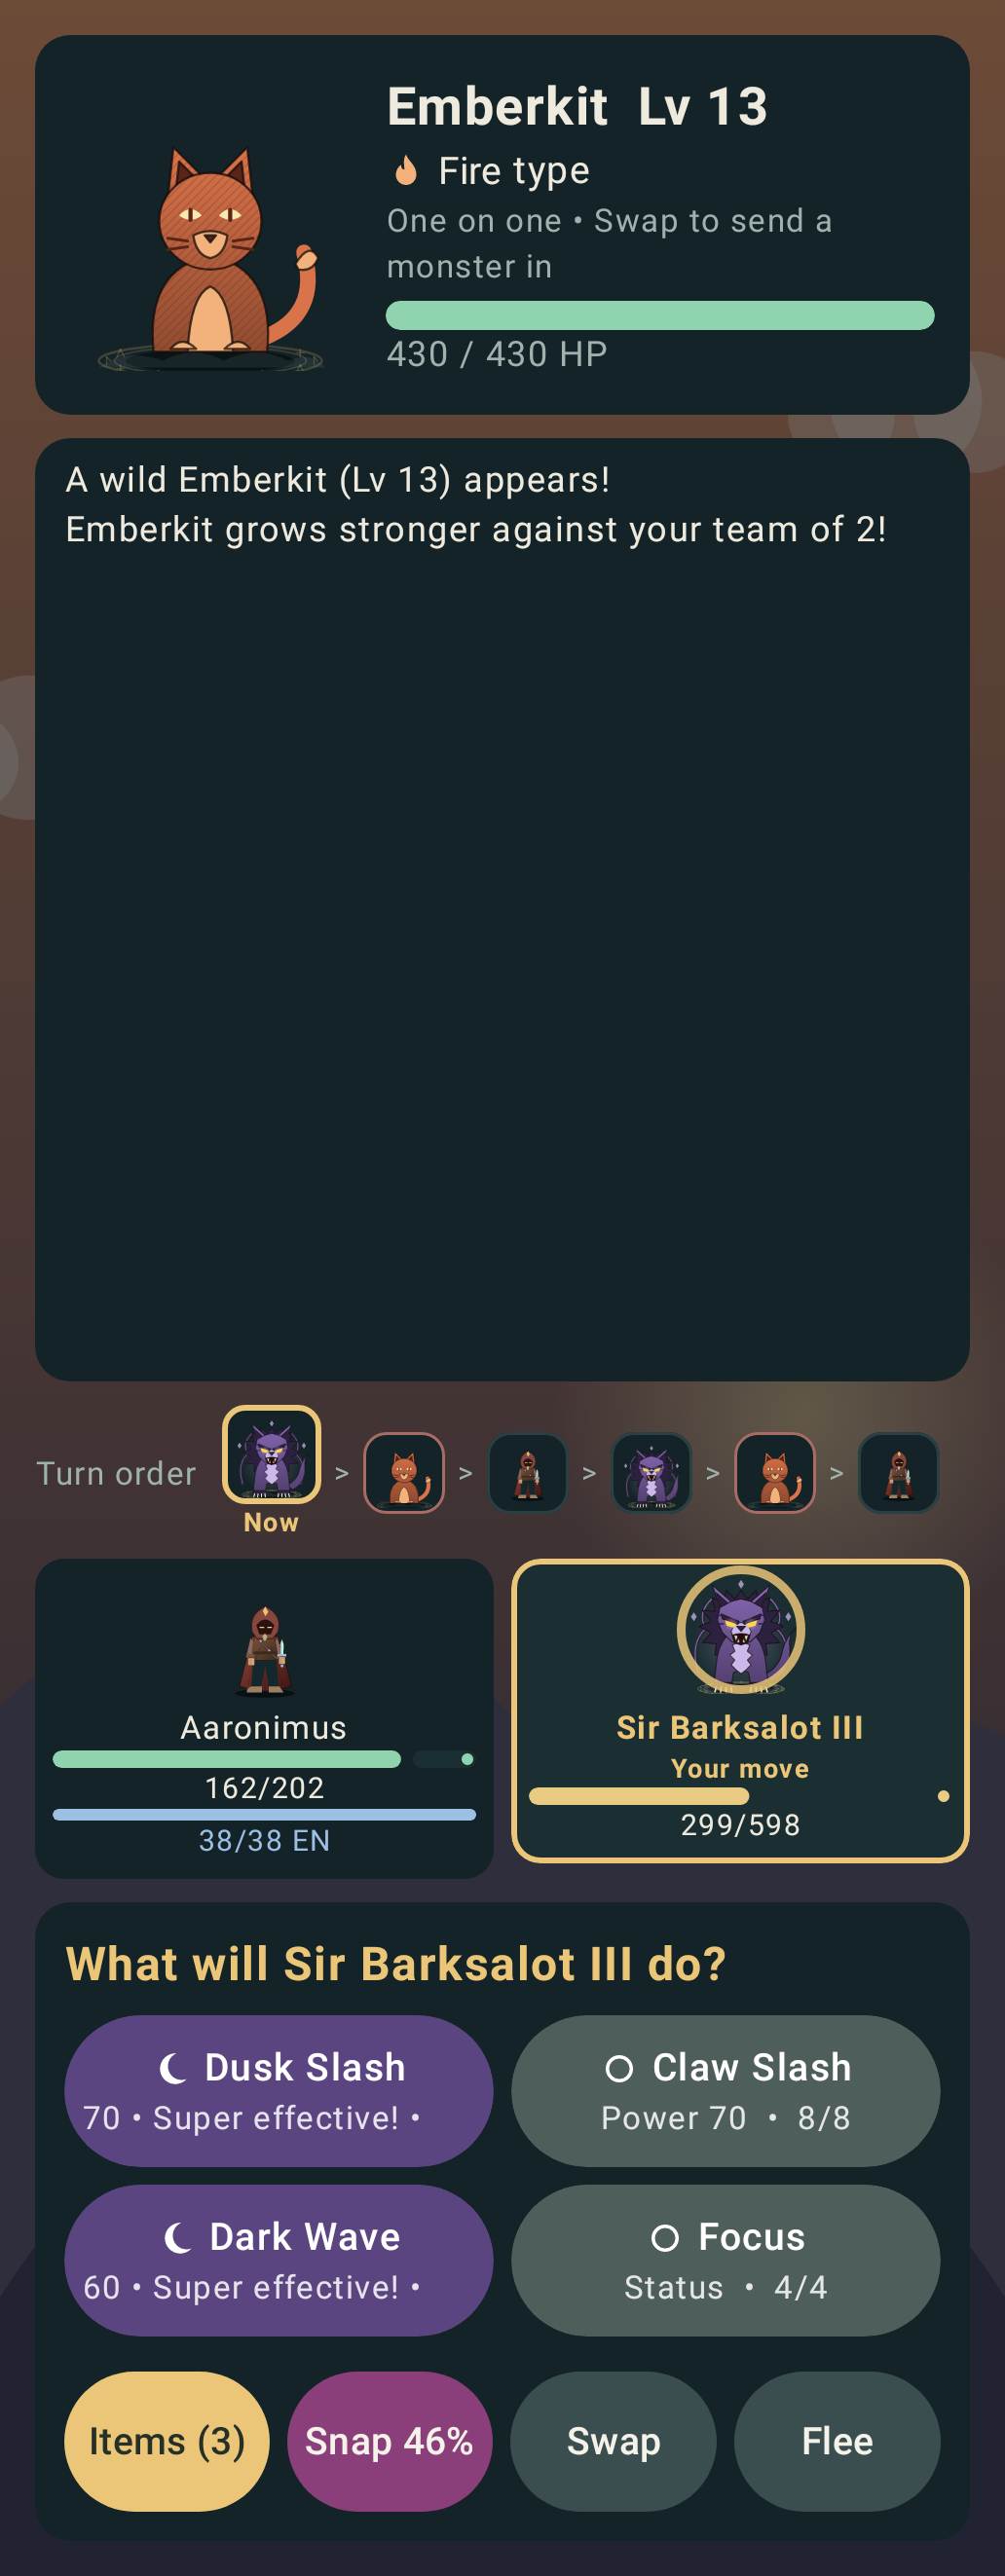 Emberkit Lv 13
Fire type
One on one • Swap to send a
monster in
430 / 430 HP
A wild Emberkit (Lv 13) appears!
Emberkit grows stronger against your team of 2!
Turn order > > > > >
Now
Aaronimus
162/202
38/38 EN
Sir Barksalot III
Your move
299/598
What will Sir Barksalot III do?
Dusk Slash
70 • Super effective! •
Claw Slash
Power 70 • 8/8
Dark Wave
60 • Super effective! •
Focus
Status • 4/4
Items (3)
Snap 46%
Swap
Flee